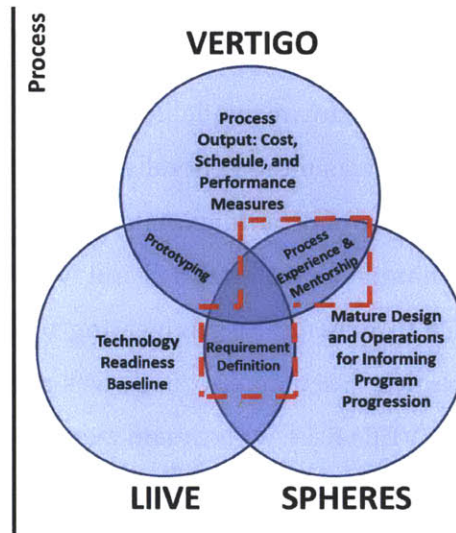 Process
VERTIGO
Process
Output: Cost,
Schedule, and
Performance
Measures
Prototyping
Process
Experience &
Mentorship
Technology
Readiness
Baseline
Requirement
Definition
Mature Design
and Operations
for Informing
Program
Progression
LIIVE
SPHERES